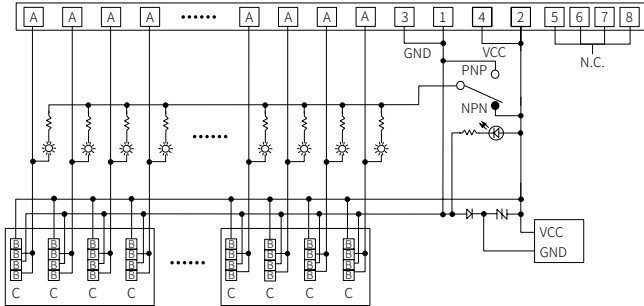 A A A A A A A A 3 1 4 2 5 6 7 8
GND VCC N.C.
PNP
NPN
VCC
GND
B B B B B B B B
B B B B B B B B
B B B B B B B B
B B B B B B B B
C C C C C C C C